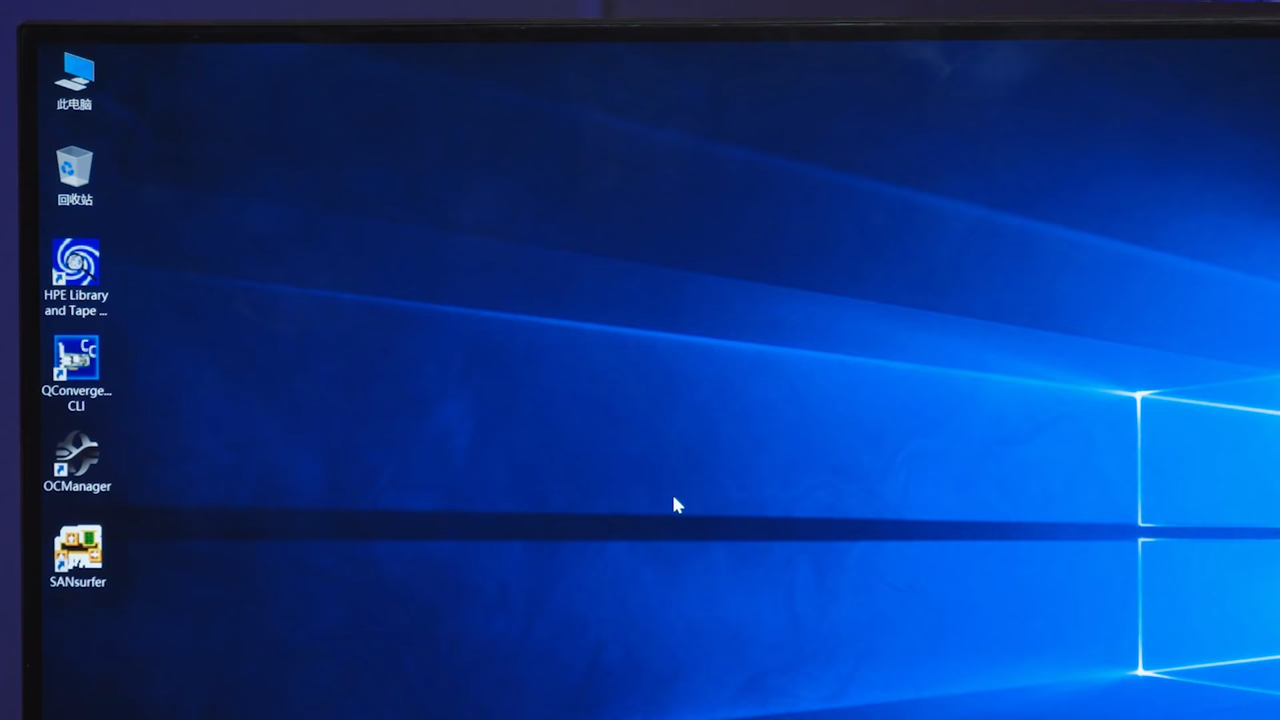 此电脑
回收站
HPE Library
and Tape ...
QConverge...
CLI
OCManager
SANsurfer